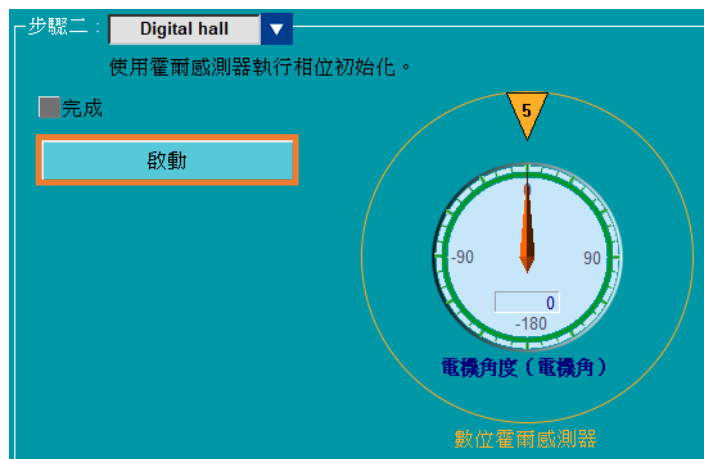 步驟二： Digital hall
使用霍爾感測器執行相位初始化。
完成
啟動
5
0
-90
90
0
-180
電機角度（電機角）
數位霍爾感測器